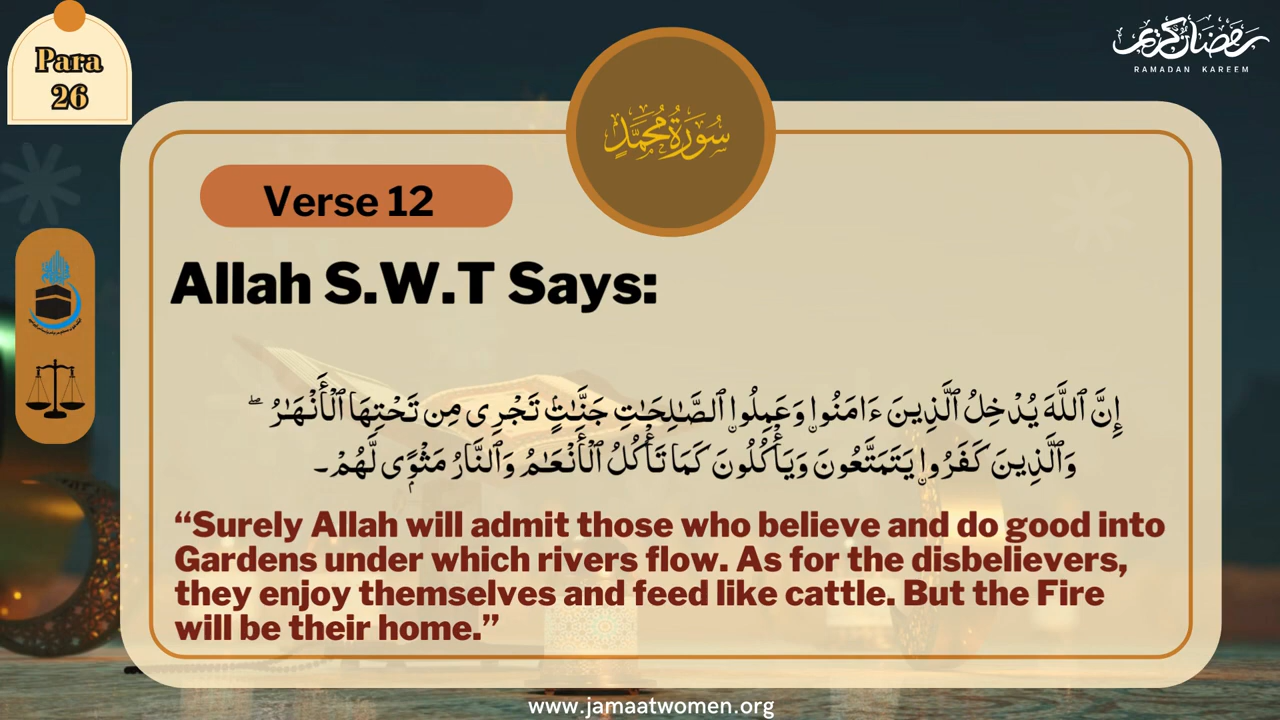 Para
26
رمضان كريم
RAMADAN KAREEM
سُورَةُ مُحَمَّدٍ
Verse 12
Allah S.W.T Says:
إِنَّ ٱللَّهَ يُدْخِلُ ٱلَّذِينَ ءَامَنُوا۟ وَعَمِلُوا۟ ٱلصَّـٰلِحَـٰتِ جَنَّـٰتٍۢ تَجْرِى مِن تَحْتِهَا ٱلْأَنْهَـٰرُ ۖ
وَٱلَّذِينَ كَفَرُوا۟ يَتَمَتَّعُونَ وَيَأْكُلُونَ كَمَا تَأْكُلُ ٱلْأَنْعَـٰمُ وَٱلنَّارُ مَثْوًۭى لَّهُمْ ـ
“Surely Allah will admit those who believe and do good into
Gardens under which rivers flow. As for the disbelievers,
they enjoy themselves and feed like cattle. But the Fire
will be their home.”
www.jamaatwomen.org